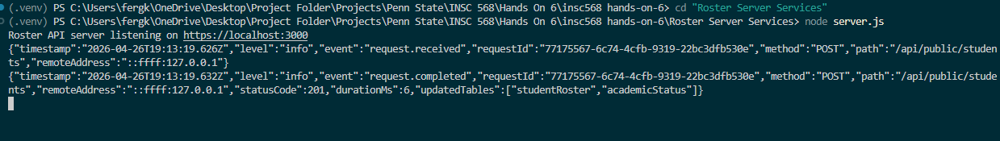 (.venv) PS C:\Users\fergk\OneDrive\Desktop\Project Folder\Projects\Penn State\INSC 568\Hands On 6\insc568 hands-on-6> cd "Roster Server Services"
(.venv) PS C:\Users\fergk\OneDrive\Desktop\Project Folder\Projects\Penn State\INSC 568\Hands On 6\insc568 hands-on-6\Roster Server Services> node server.js
Roster API server listening on https://localhost:3000
{"timestamp":"2026-04-26T19:13:19.626Z","level":"info","event":"request.received","requestId":"77175567-6c74-4cfb-9319-22bc3dfb530e","method":"POST","path":"/api/public/studen
ts","remoteAddress":"::ffff:127.0.0.1"}
{"timestamp":"2026-04-26T19:13:19.632Z","level":"info","event":"request.completed","requestId":"77175567-6c74-4cfb-9319-22bc3dfb530e","method":"POST","path":"/api/public/stude
nts","remoteAddress":"::ffff:127.0.0.1","statusCode":201,"durationMs":6,"updatedTables":["studentRoster","academicStatus"]}